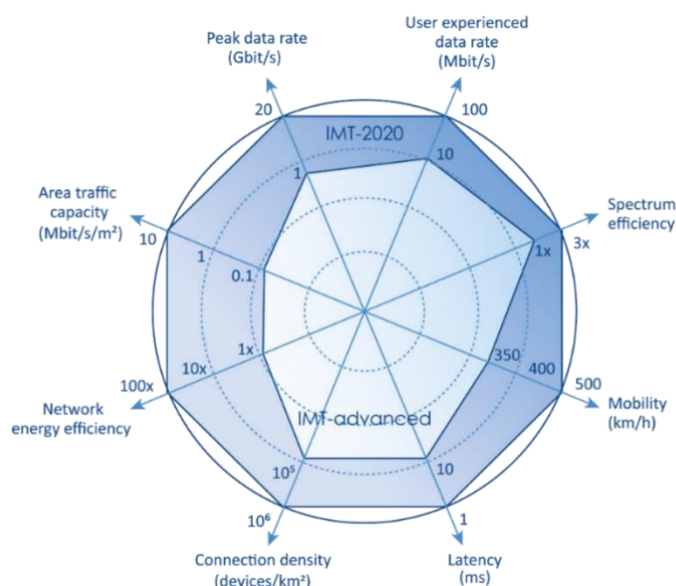 User experienced
data rate
(Mbit/s)
Peak data rate
(Gbit/s)
20
100
IMT-2020
10
1
Area traffic
capacity
(Mbit/s/m²)
Spectrum
efficiency
10
1
0.1
1x
3x
1x
10x
100x
350
400
500
Network
energy efficiency
Mobility
(km/h)
IMT-advanced
10⁵
10
10⁶
1
Connection density
(devices/km²)
Latency
(ms)